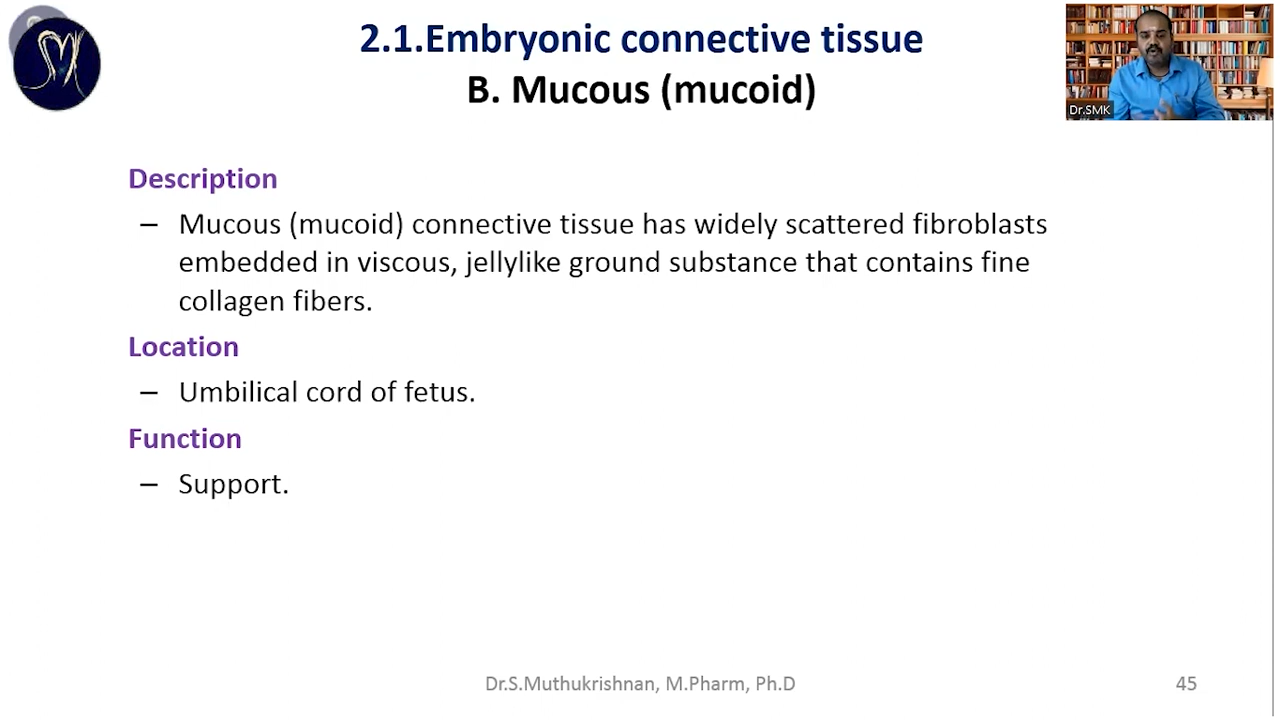 2.1.Embryonic connective tissue
B. Mucous (mucoid)
Dr.SMK
Description
– Mucous (mucoid) connective tissue has widely scattered fibroblasts
embedded in viscous, jellylike ground substance that contains fine
collagen fibers.
Location
– Umbilical cord of fetus.
Function
– Support.
Dr.S.Muthukrishnan, M.Pharm, Ph.D
45